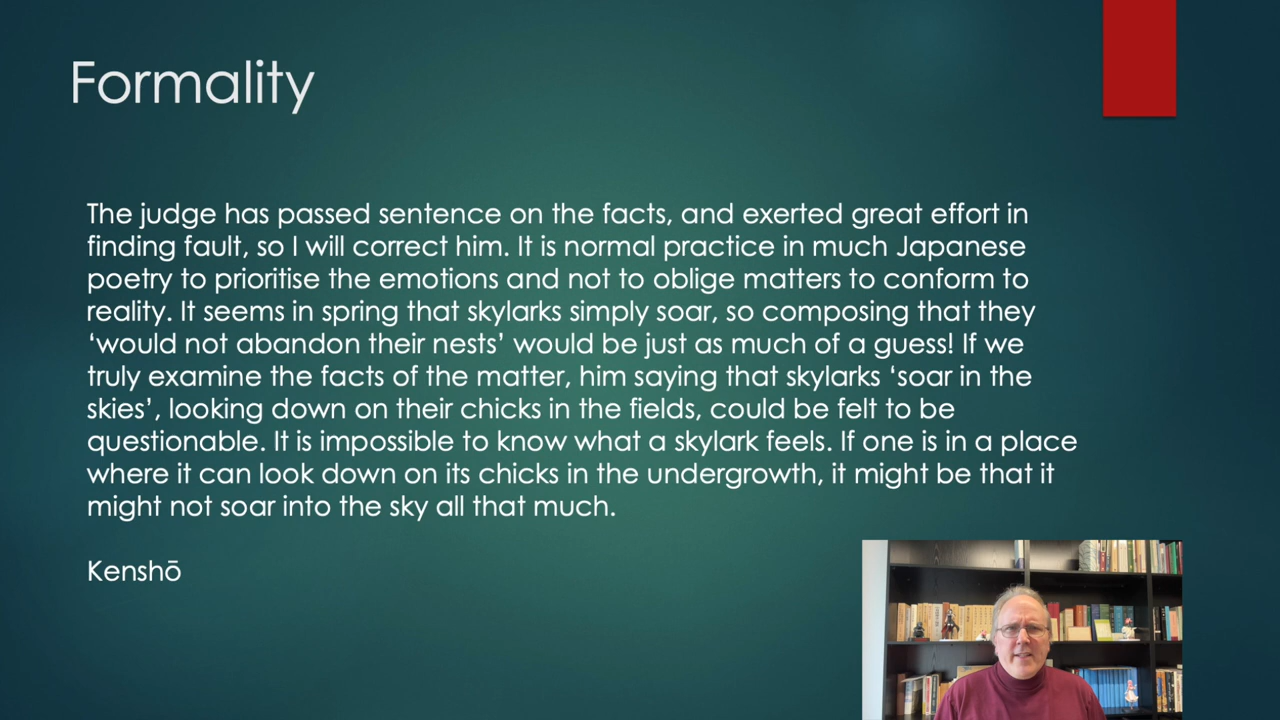 Formality
The judge has passed sentence on the facts, and exerted great effort in
finding fault, so I will correct him. It is normal practice in much Japanese
poetry to prioritise the emotions and not to oblige matters to conform to
reality. It seems in spring that skylarks simply soar, so composing that they
‘would not abandon their nests’ would be just as much of a guess! If we
truly examine the facts of the matter, him saying that skylarks ‘soar in the
skies’, looking down on their chicks in the fields, could be felt to be
questionable. It is impossible to know what a skylark feels. If one is in a place
where it can look down on its chicks in the undergrowth, it might be that it
might not soar into the sky all that much.
Kenshō